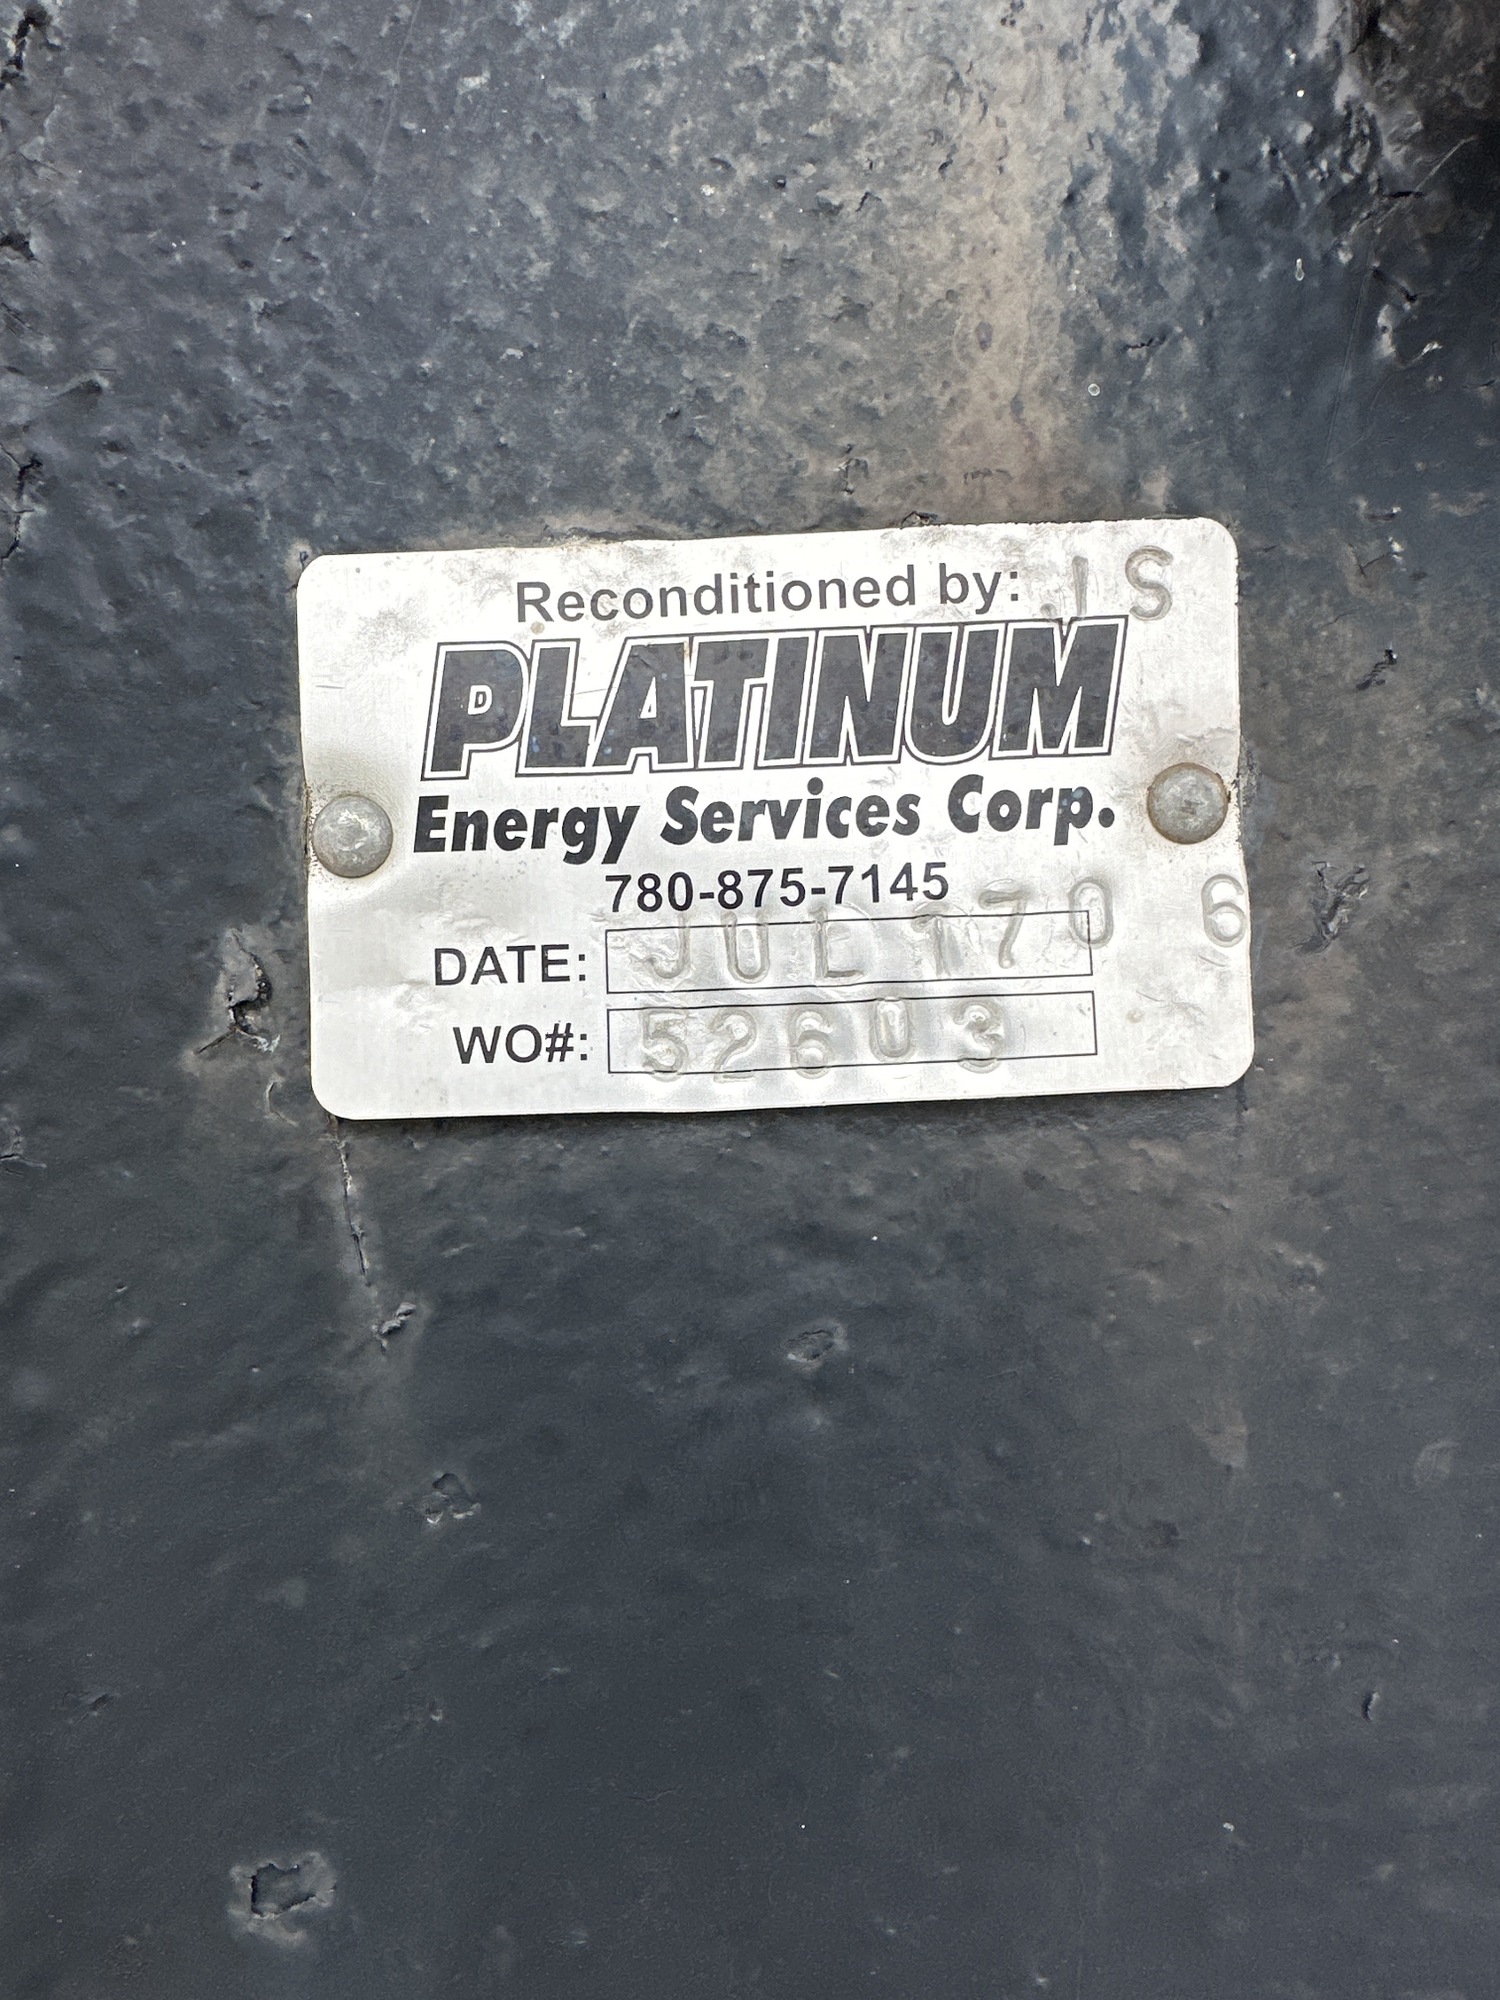 Reconditioned by: JS
PLATINUM
Energy Services Corp.
780-875-7145
DATE: JUL 17 06
WO#: 52603